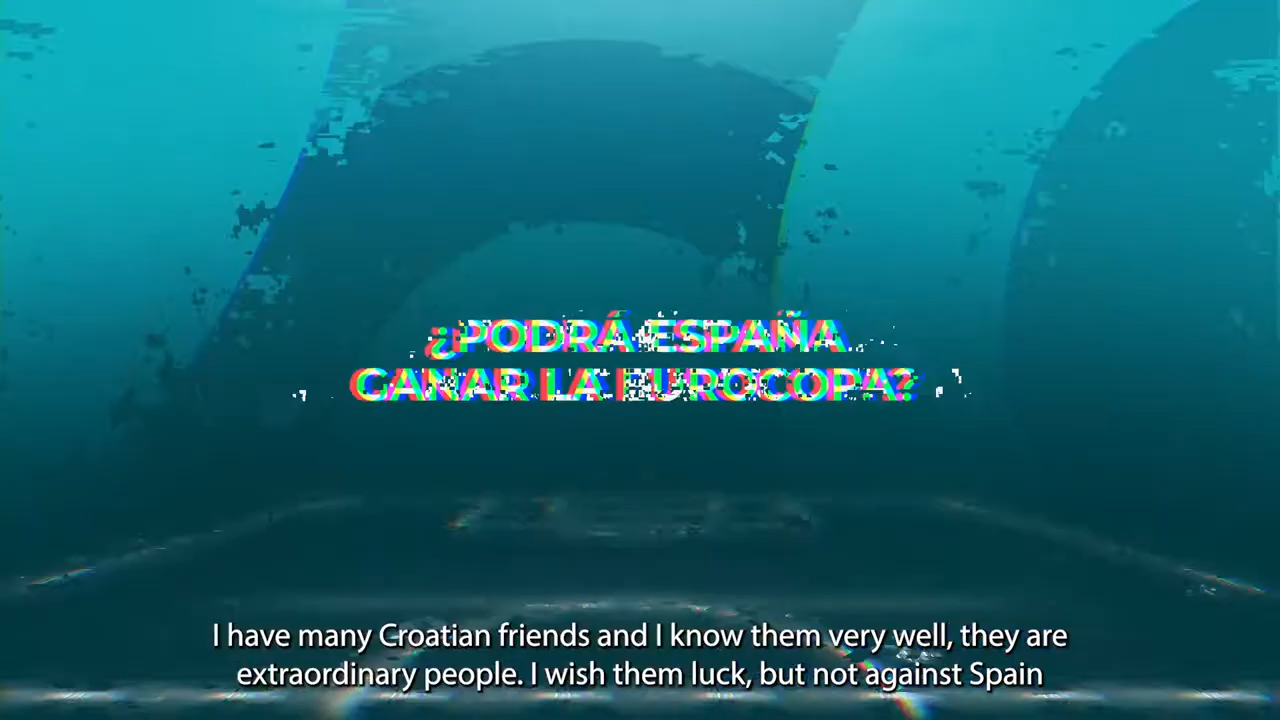 ¿PODRÁ ESPAÑA
GANAR LA EUROCOPA?
I have many Croatian friends and I know them very well, they are
extraordinary people. I wish them luck, but not against Spain